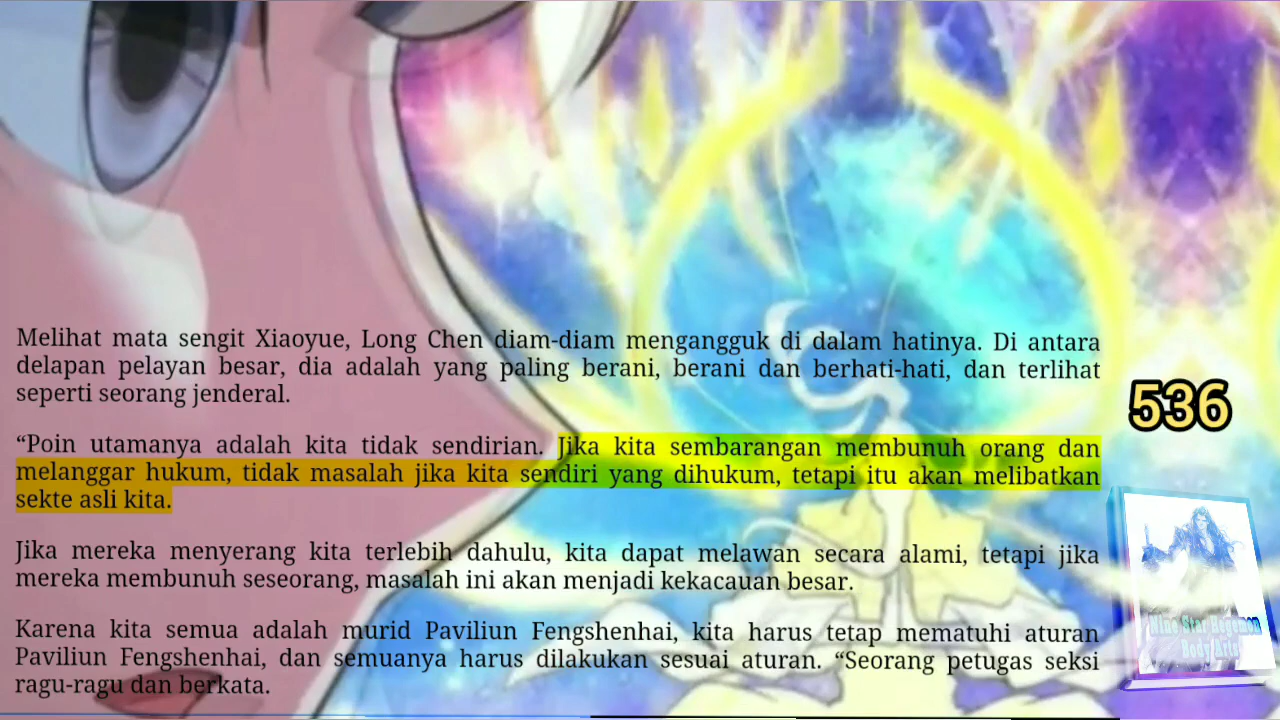 Melihat mata sengit Xiaoyue, Long Chen diam-diam mengangguk di dalam hatinya. Di antara
delapan pelayan besar, dia adalah yang paling berani, berani dan berhati-hati, dan terlihat
seperti seorang jenderal.
“Poin utamanya adalah kita tidak sendirian. Jika kita sembarangan membunuh orang dan
melanggar hukum, tidak masalah jika kita sendiri yang dihukum, tetapi itu akan melibatkan
sekte asli kita.
Jika mereka menyerang kita terlebih dahulu, kita dapat melawan secara alami, tetapi jika
mereka membunuh seseorang, masalah ini akan menjadi kekacauan besar.
Karena kita semua adalah murid Paviliun Fengshenhai, kita harus tetap mematuhi aturan
Paviliun Fengshenhai, dan semuanya harus dilakukan sesuai aturan. “Seorang petugas seksi
ragu-ragu dan berkata.
536
Nine Star Hegemon
Body Arts